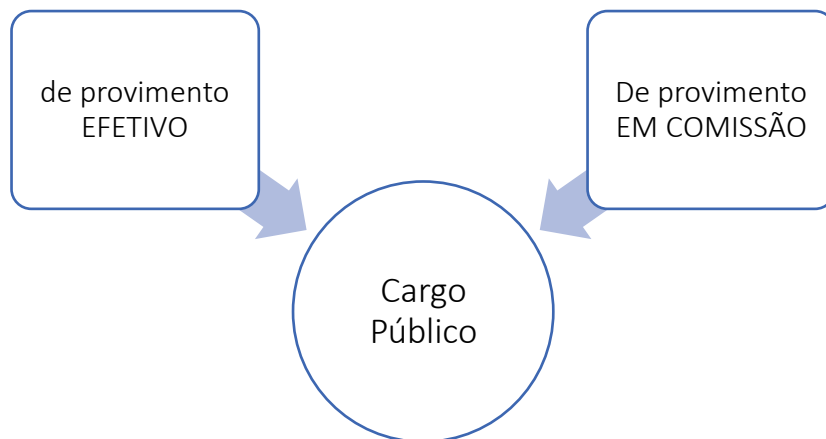 de provimento
EFETIVO
De provimento
EM COMISSÃO
Cargo
Público